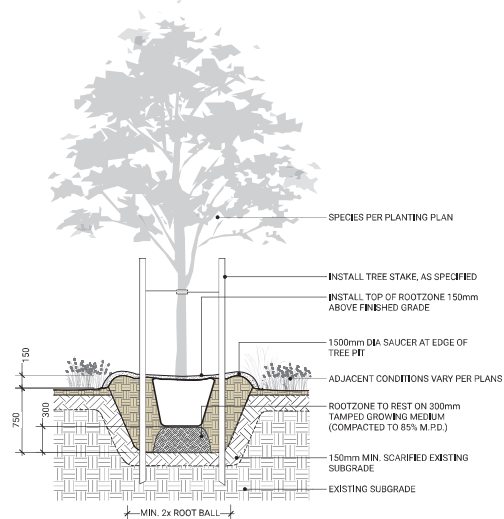 SPECIES PER PLANTING PLAN
INSTALL TREE STAKE, AS SPECIFIED
INSTALL TOP OF ROOTZONE 150mm
ABOVE FINISHED GRADE
1500mm DIA SAUCER AT EDGE OF
TREE PIT
ADJACENT CONDITIONS VARY PER PLANS
ROOTZONE TO REST ON 300mm
TAMPED GROWING MEDIUM
(COMPACTED TO 85% M.P.D.)
150mm MIN. SCARIFIED EXISTING
SUBGRADE
EXISTING SUBGRADE
150
750
300
MIN. 2x ROOT BALL